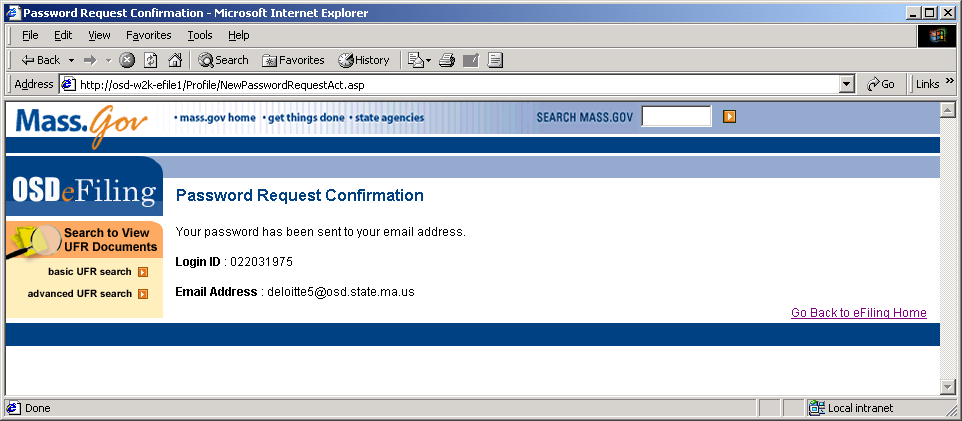 Password Request Confirmation - Microsoft Internet Explorer
File Edit View Favorites Tools Help
Back Search Favorites History
Address http://osd-w2k-efile1/Profile/NewPasswordRequestAct.asp Go Links »
Mass.Gov • mass.gov home • get things done • state agencies SEARCH MASS.GOV
OSDeFiling
Password Request Confirmation
Search to View
UFR Documents
Your password has been sent to your email address.
basic UFR search
Login ID : 022031975
advanced UFR search
Email Address : deloitte5@osd.state.ma.us
Go Back to eFiling Home
Done Local intranet